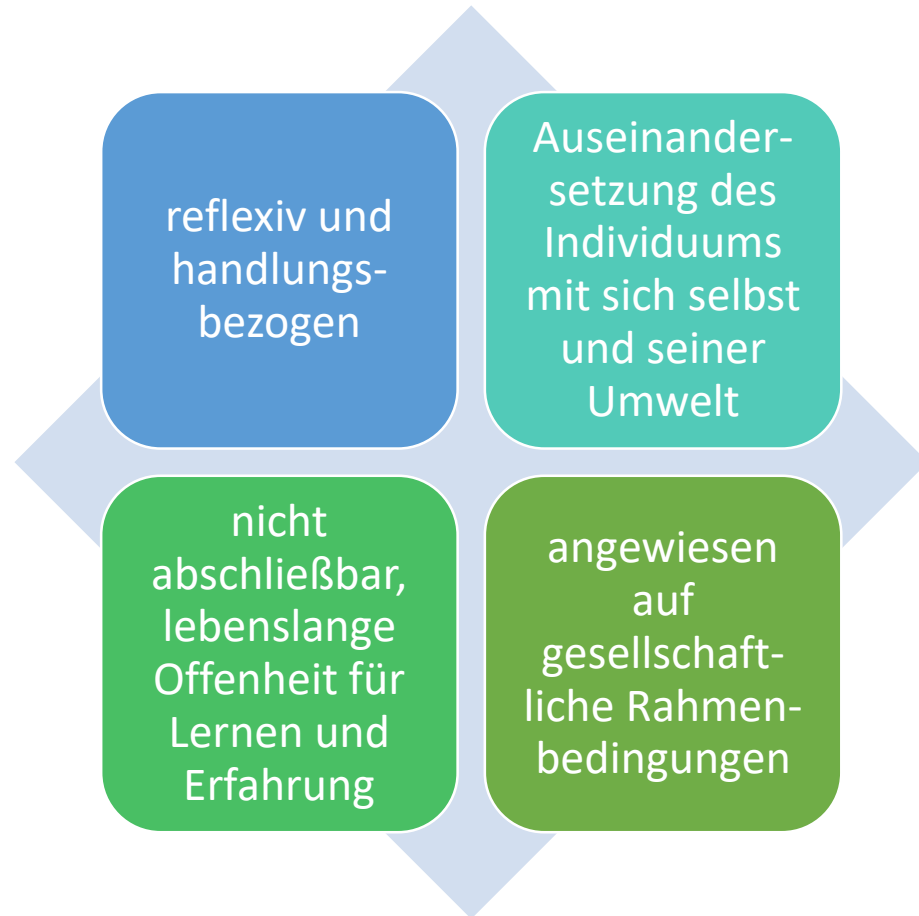 reflexiv und
handlungs-
bezogen
Auseinander-
setzung des
Individuums
mit sich selbst
und seiner
Umwelt
nicht
abschließbar,
lebenslange
Offenheit für
Lernen und
Erfahrung
angewiesen
auf
gesellschaft-
liche Rahmen-
bedingungen